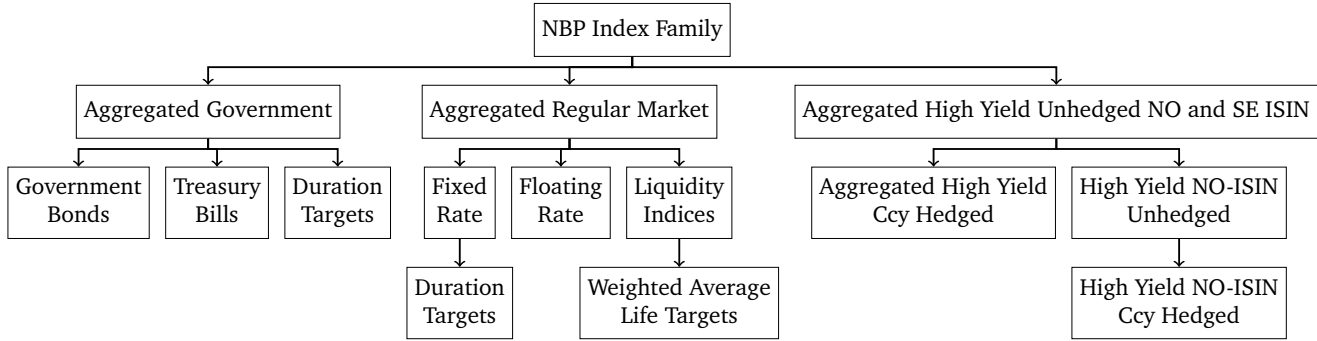 NBP Index Family
Aggregated Government
Aggregated Regular Market
Aggregated High Yield Unhedged NO and SE ISIN
Government
Bonds
Treasury
Bills
Duration
Targets
Fixed
Rate
Floating
Rate
Liquidity
Indices
Aggregated High Yield
Ccy Hedged
High Yield NO-ISIN
Unhedged
Duration
Targets
Weighted Average
Life Targets
High Yield NO-ISIN
Ccy Hedged